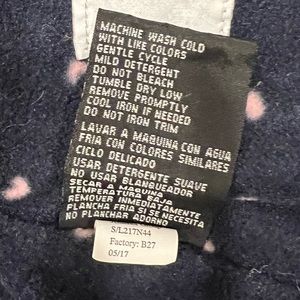 MACHINE WASH COLD
WITH LIKE COLORS
GENTLE CYCLE
MILD DETERGENT
DO NOT BLEACH
TUMBLE DRY LOW
REMOVE PROMPTLY
COOL IRON IF NEEDED
DO NOT IRON TRIM
LAVAR A MAQUINA CON AGUA
FRIA CON COLORES SIMILARES
CICLO DELICADO
USAR DETERGENTE SUAVE
NO USAR BLANQUEADOR
SECAR A MAQUINA
TEMPERATURA BAJA
REMOVER INMEDIATAMENTE
PLANCHA FRIA SI SE NECESITA
NO PLANCHAR ADORNO
S/L217N44
Factory: B27
05/17